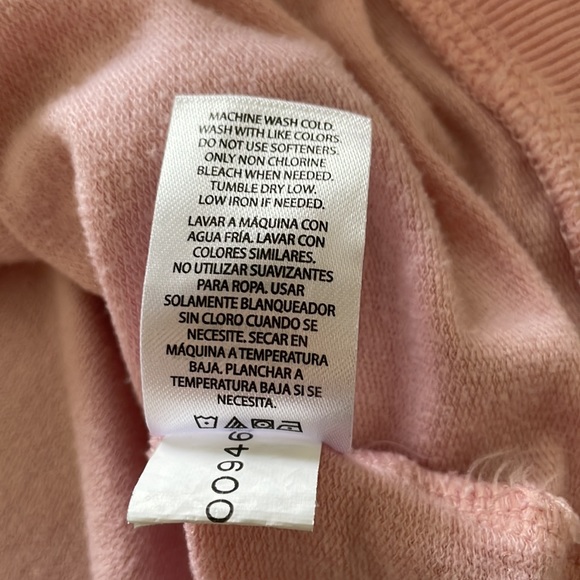 MACHINE WASH COLD.
WASH WITH LIKE COLORS.
DO NOT USE SOFTENERS.
ONLY NON CHLORINE
BLEACH WHEN NEEDED.
TUMBLE DRY LOW.
LOW IRON IF NEEDED.
LAVAR A MÁQUINA CON
AGUA FRÍA. LAVAR CON
COLORES SIMILARES.
NO UTILIZAR SUAVIZANTES
PARA ROPA. USAR
SOLAMENTE BLANQUEADOR
SIN CLORO CUANDO SE
NECESITE. SECAR EN
MÁQUINA A TEMPERATURA
BAJA. PLANCHAR A
TEMPERATURA BAJA SI SE
NECESITA.
00946